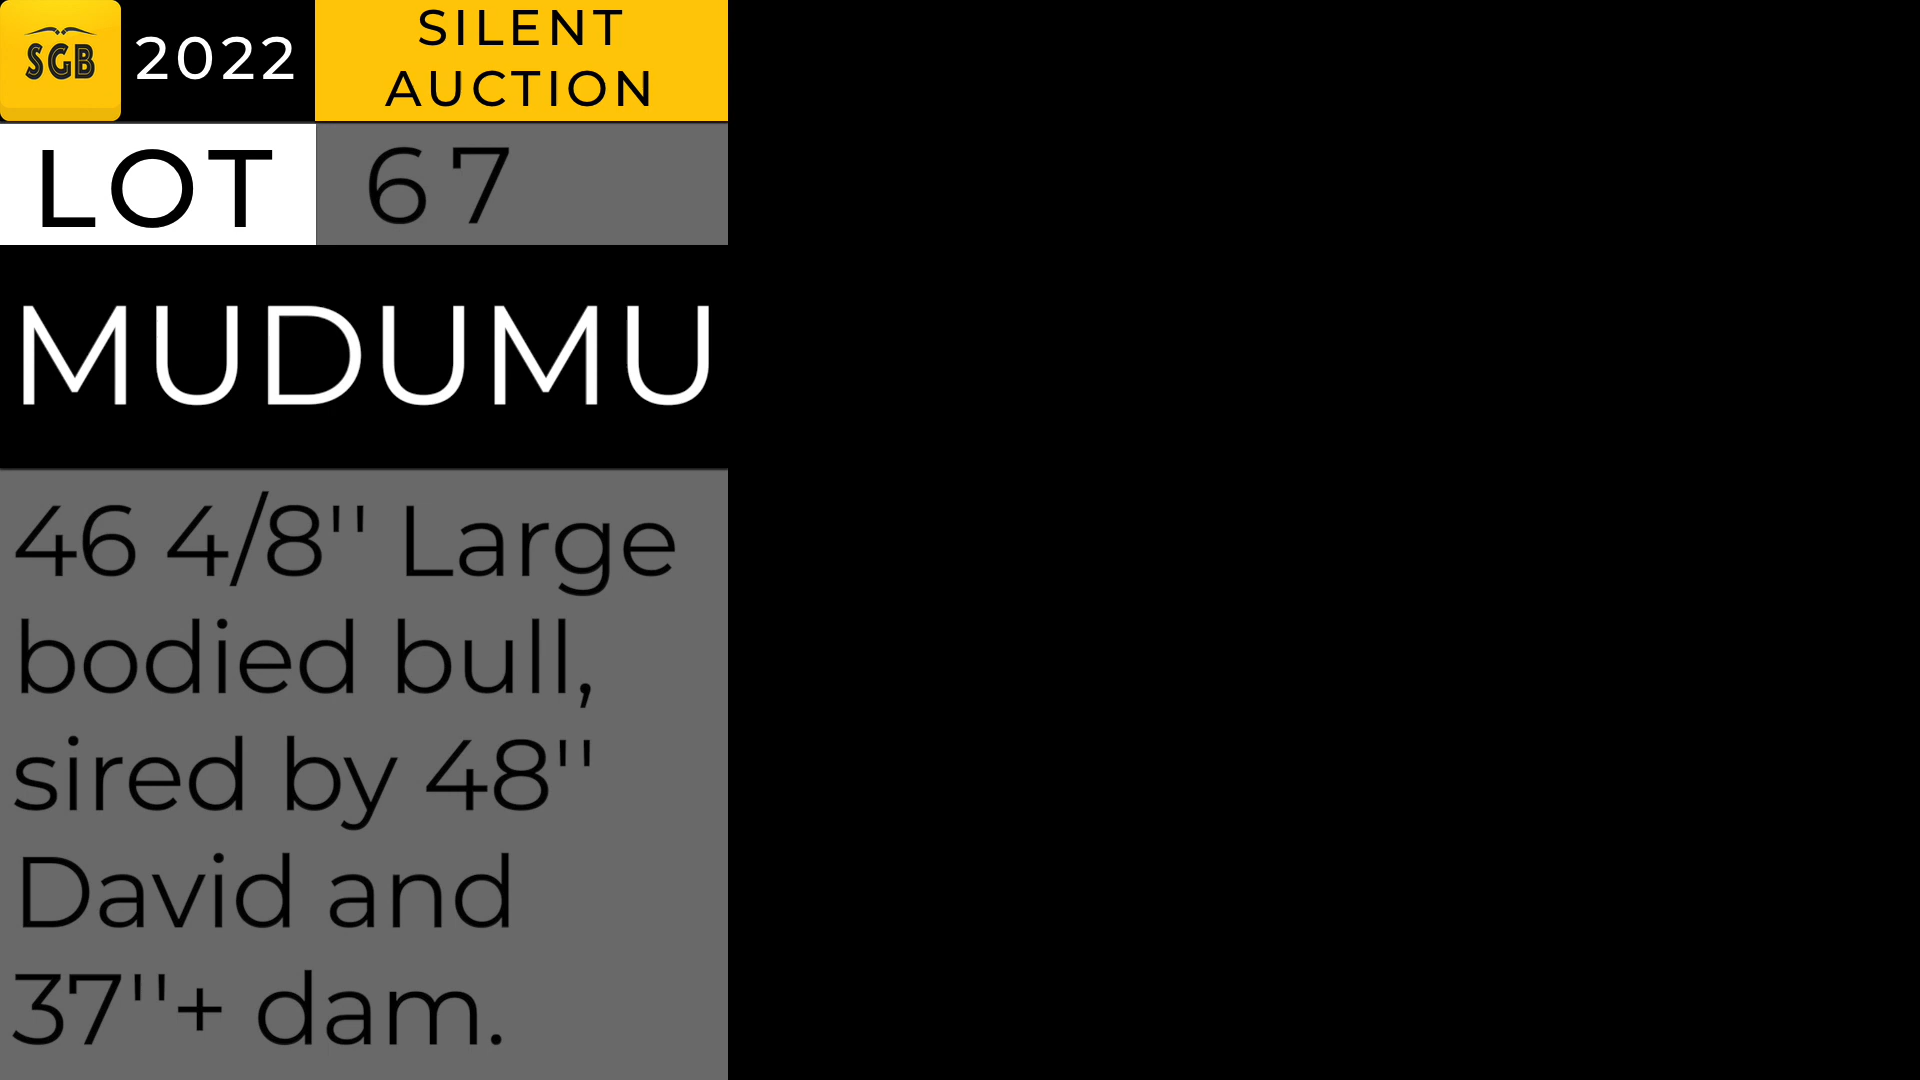 SGB
2022
SILENT
AUCTION
LOT
67
MUDUMU
46 4/8'' Large
bodied bull,
sired by 48''
David and
37''+ dam.